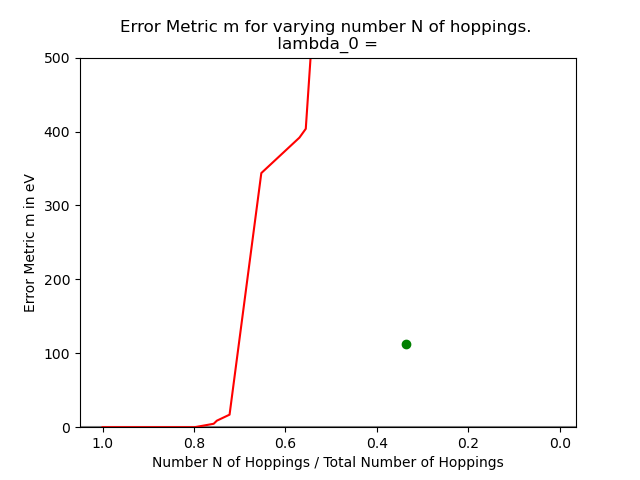 Error Metric m for varying number N of hoppings.
lambda_0 =
500
400
300
200
100
0
Error Metric m in eV
1.0 0.8 0.6 0.4 0.2 0.0
Number N of Hoppings / Total Number of Hoppings